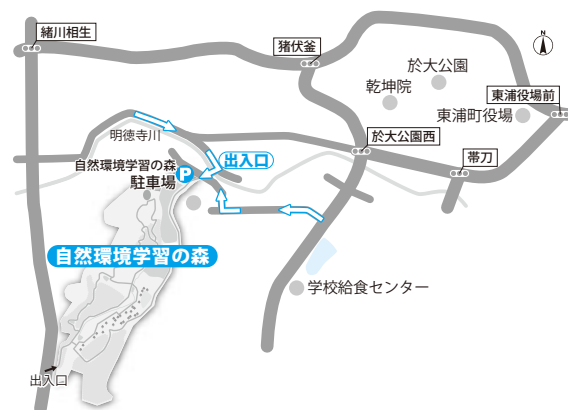 緒川相生
猪伏釜
N
於大公園
乾坤院
東浦役場前
東浦町役場
明徳寺川
於大公園西
帯刀
出入口
自然環境学習の森
駐車場
P
自然環境学習の森
学校給食センター
出入口